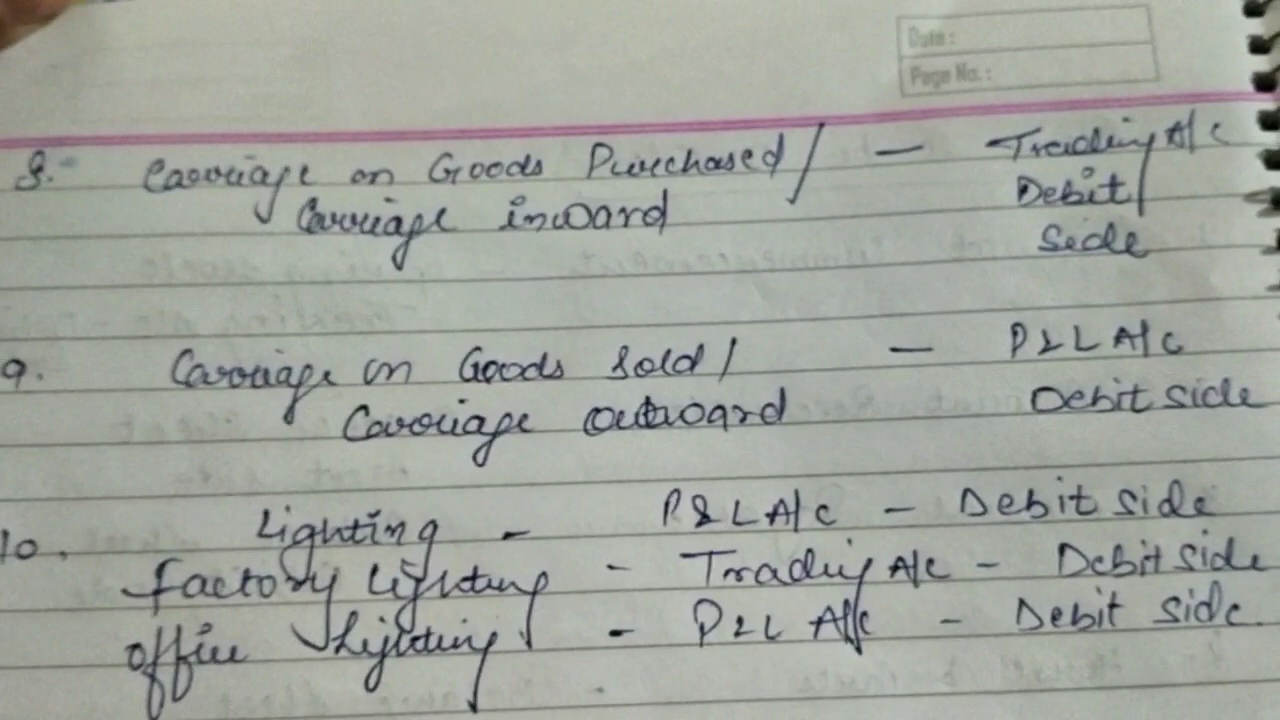 Date :
Page No. :
8. Carriage on Goods Purchased / — Trading A/c
Carriage inward Debit
Side
9. Carriage on Goods Sold / — P&L A/c
Carriage outward Debit side
10. Lighting - P&L A/c - Debit side
factory lighting - Trading A/c - Debit side
office lighting - P&L A/c - Debit side.